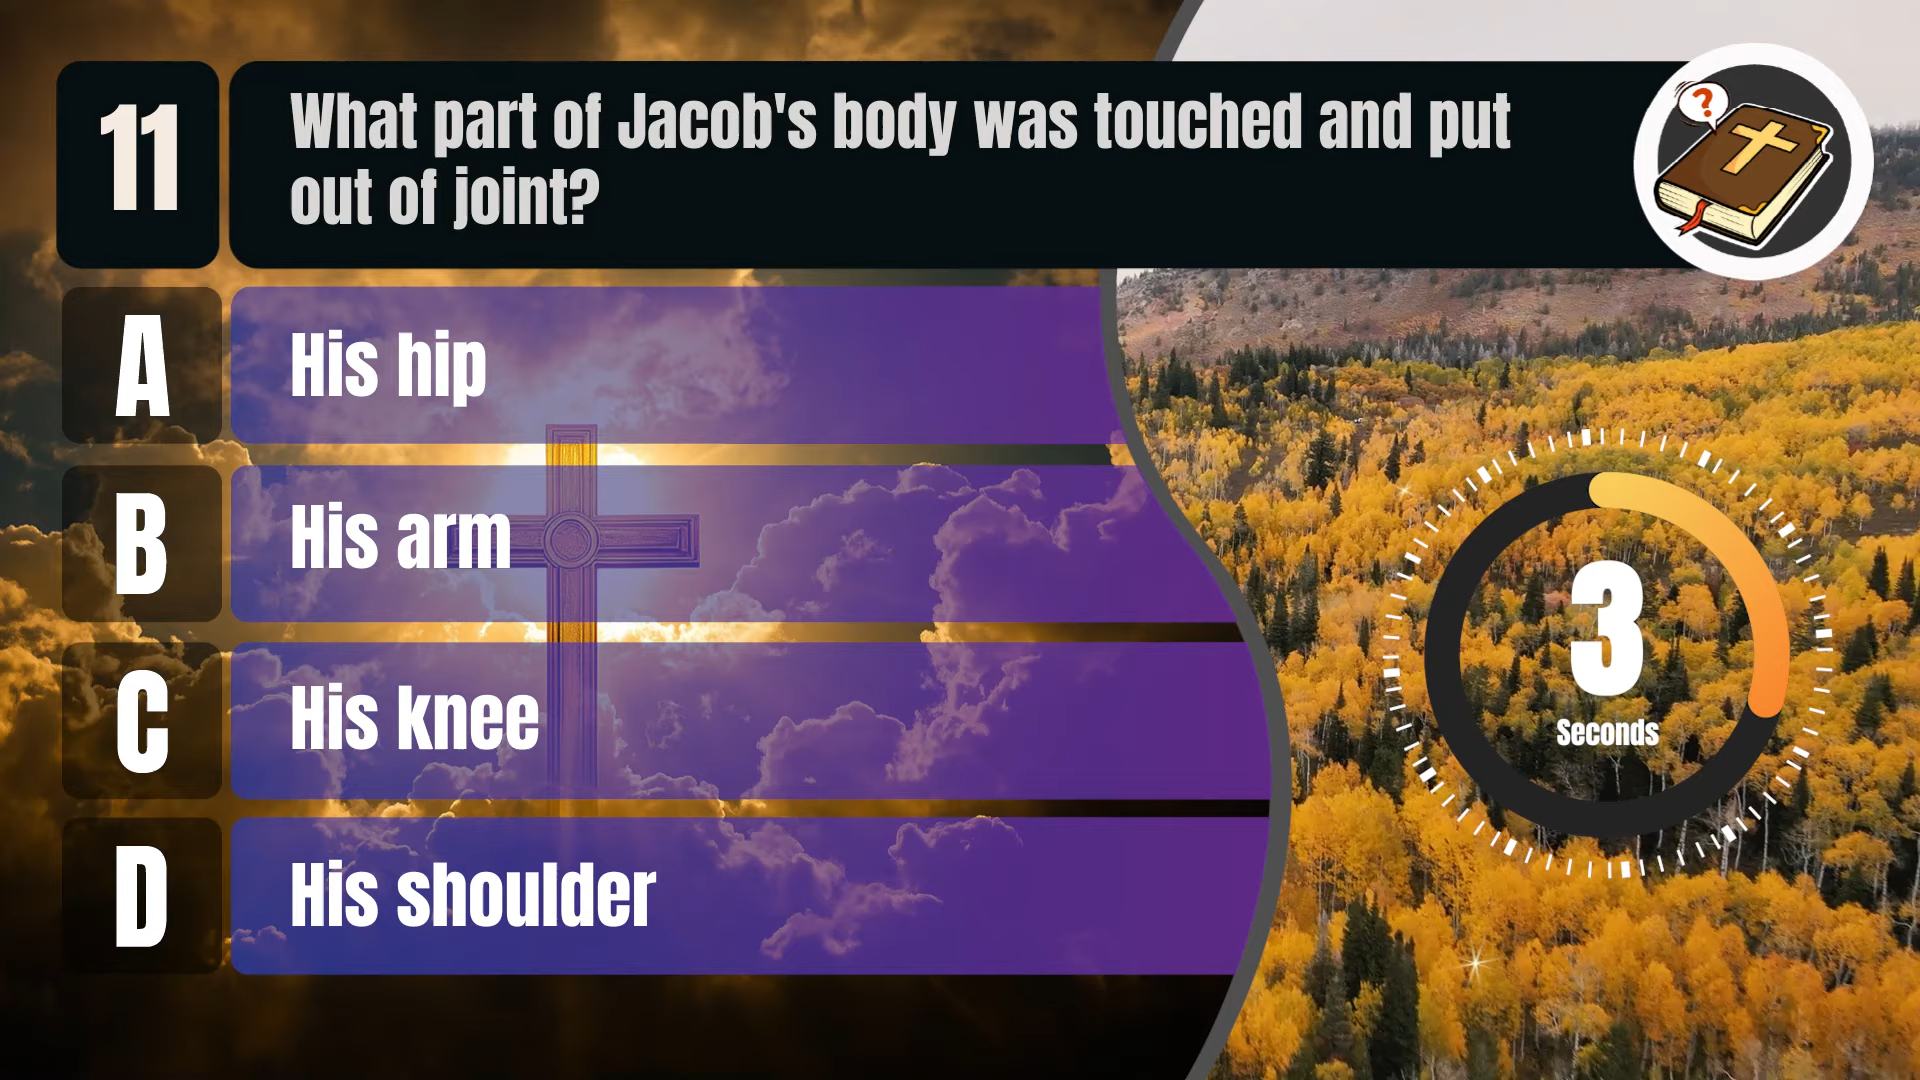 11
What part of Jacob's body was touched and put
out of joint?
?
A
His hip
B
His arm
C
His knee
D
His shoulder
3
Seconds